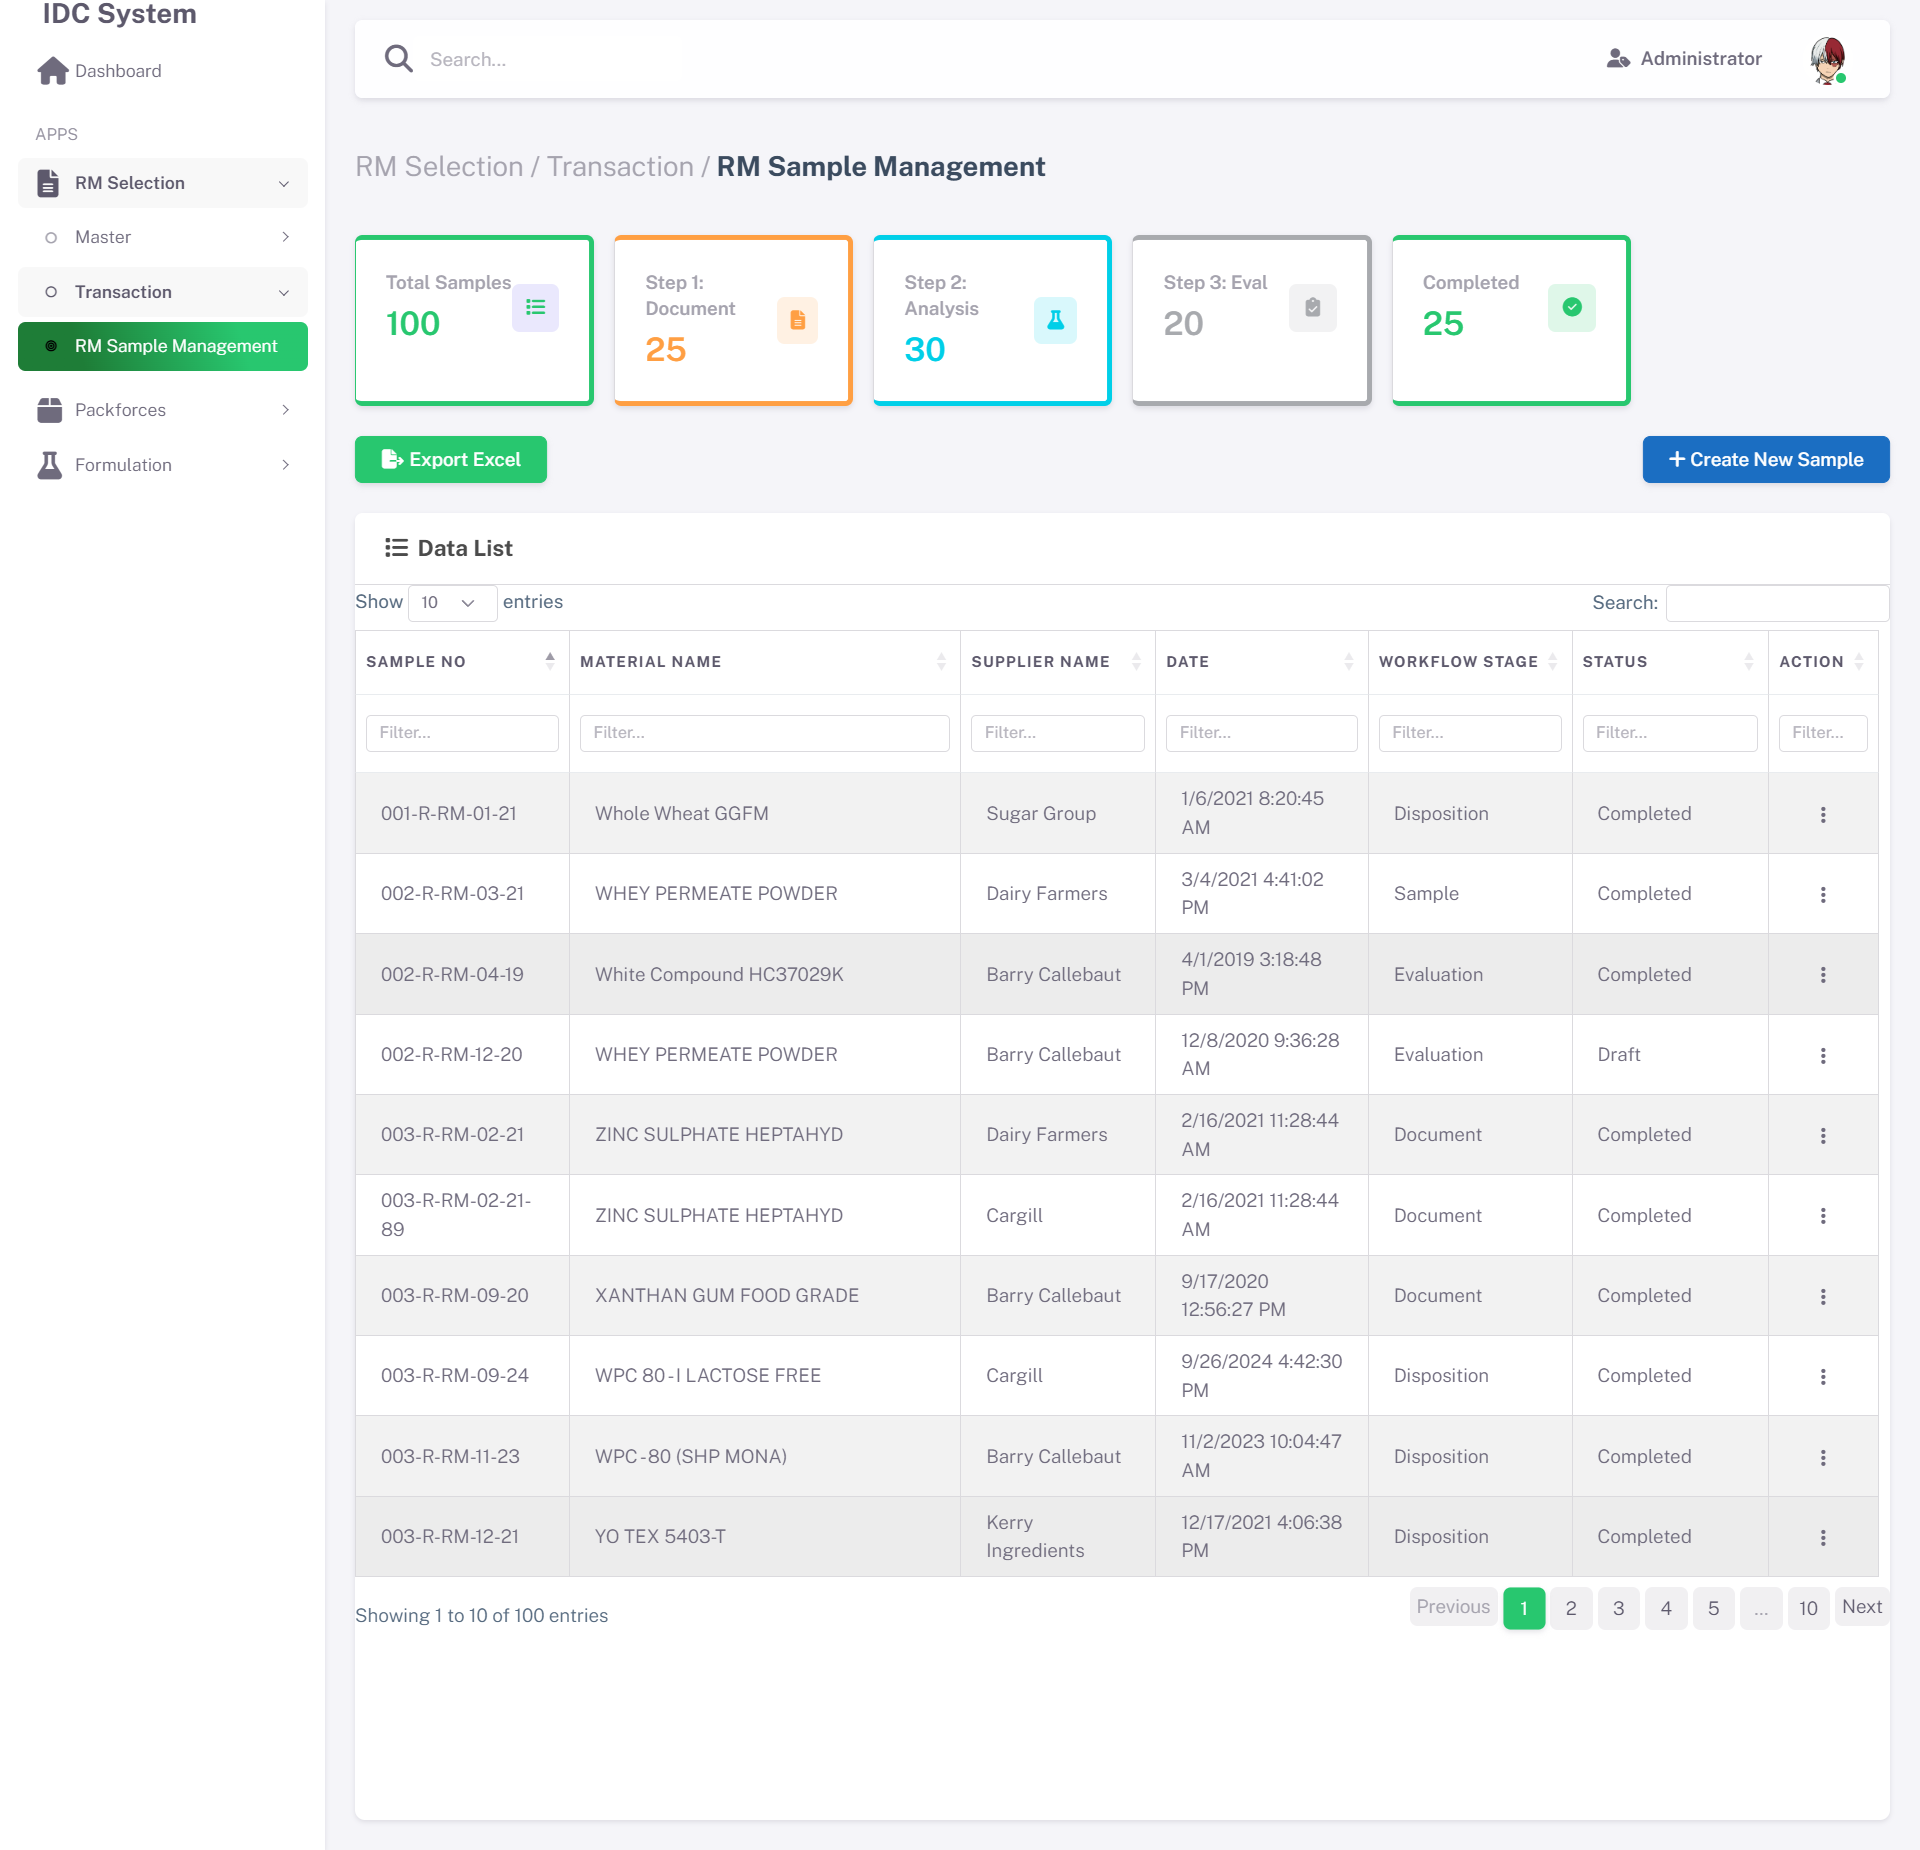 IDC System
Dashboard
APPS
RM Selection
Master
Transaction
RM Sample Management
Packforces
Formulation
Search...
Administrator
RM Selection / Transaction / RM Sample Management
Total Samples
100
Step 1:
Document
25
Step 2:
Analysis
30
Step 3: Eval
20
Completed
25
Export Excel
+ Create New Sample
Data List
Show 10 entries
Search:
SAMPLE NO MATERIAL NAME SUPPLIER NAME DATE WORKFLOW STAGE STATUS ACTION
Filter... Filter... Filter... Filter... Filter... Filter... Filter...
001-R-RM-01-21 Whole Wheat GGFM Sugar Group 1/6/2021 8:20:45 AM Disposition Completed
002-R-RM-03-21 WHEY PERMEATE POWDER Dairy Farmers 3/4/2021 4:41:02 PM Sample Completed
002-R-RM-04-19 White Compound HC37029K Barry Callebaut 4/1/2019 3:18:48 PM Evaluation Completed
002-R-RM-12-20 WHEY PERMEATE POWDER Barry Callebaut 12/8/2020 9:36:28 AM Evaluation Draft
003-R-RM-02-21 ZINC SULPHATE HEPTAHYD Dairy Farmers 2/16/2021 11:28:44 AM Document Completed
003-R-RM-02-21-89 ZINC SULPHATE HEPTAHYD Cargill 2/16/2021 11:28:44 AM Document Completed
003-R-RM-09-20 XANTHAN GUM FOOD GRADE Barry Callebaut 9/17/2020 12:56:27 PM Document Completed
003-R-RM-09-24 WPC 80 - I LACTOSE FREE Cargill 9/26/2024 4:42:30 PM Disposition Completed
003-R-RM-11-23 WPC - 80 (SHP MONA) Barry Callebaut 11/2/2023 10:04:47 AM Disposition Completed
003-R-RM-12-21 YO TEX 5403-T Kerry Ingredients 12/17/2021 4:06:38 PM Disposition Completed
Showing 1 to 10 of 100 entries
Previous 1 2 3 4 5 ... 10 Next